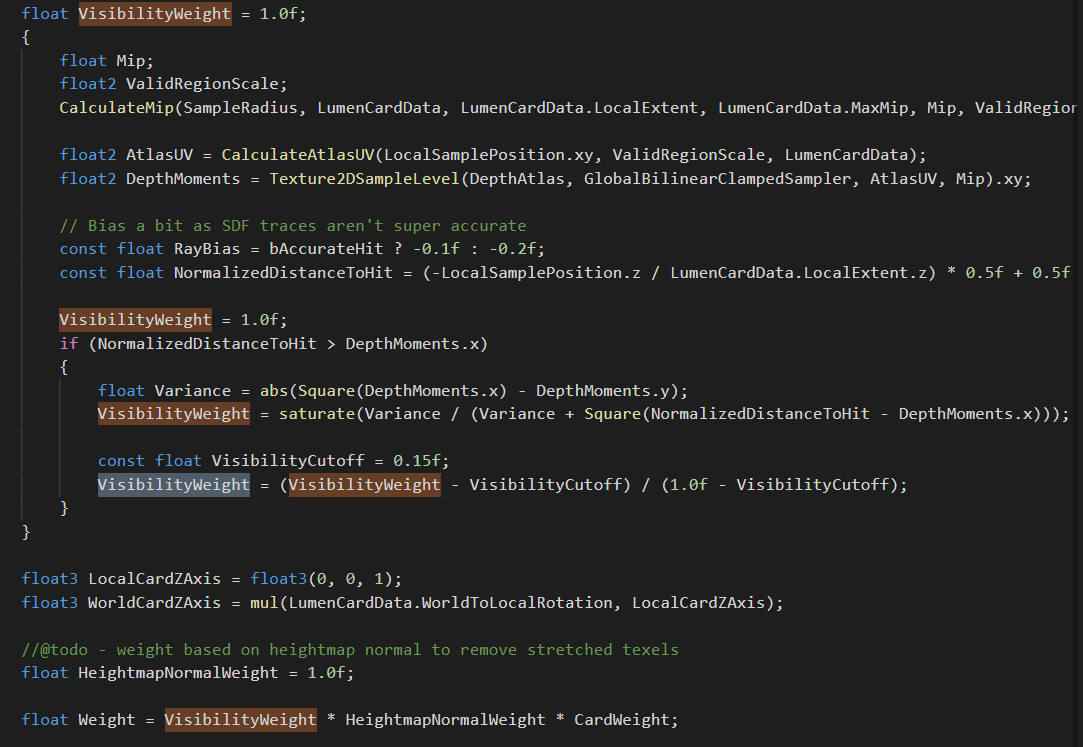 float VisibilityWeight = 1.0f;
{
float Mip;
float2 ValidRegionScale;
CalculateMip(SampleRadius, LumenCardData, LumenCardData.LocalExtent, LumenCardData.MaxMip, Mip, ValidRegion
float2 AtlasUV = CalculateAtlasUV(LocalSamplePosition.xy, ValidRegionScale, LumenCardData);
float2 DepthMoments = Texture2DSampleLevel(DepthAtlas, GlobalBilinearClampedSampler, AtlasUV, Mip).xy;
// Bias a bit as SDF traces aren't super accurate
const float RayBias = bAccurateHit ? -0.1f : -0.2f;
const float NormalizedDistanceToHit = (-LocalSamplePosition.z / LumenCardData.LocalExtent.z) * 0.5f + 0.5f
VisibilityWeight = 1.0f;
if (NormalizedDistanceToHit > DepthMoments.x)
{
float Variance = abs(Square(DepthMoments.x) - DepthMoments.y);
VisibilityWeight = saturate(Variance / (Variance + Square(NormalizedDistanceToHit - DepthMoments.x)));
const float VisibilityCutoff = 0.15f;
VisibilityWeight = (VisibilityWeight - VisibilityCutoff) / (1.0f - VisibilityCutoff);
}
}
float3 LocalCardZAxis = float3(0, 0, 1);
float3 WorldCardZAxis = mul(LumenCardData.WorldToLocalRotation, LocalCardZAxis);
//@todo - weight based on heightmap normal to remove stretched texels
float HeightmapNormalWeight = 1.0f;
float Weight = VisibilityWeight * HeightmapNormalWeight * CardWeight;